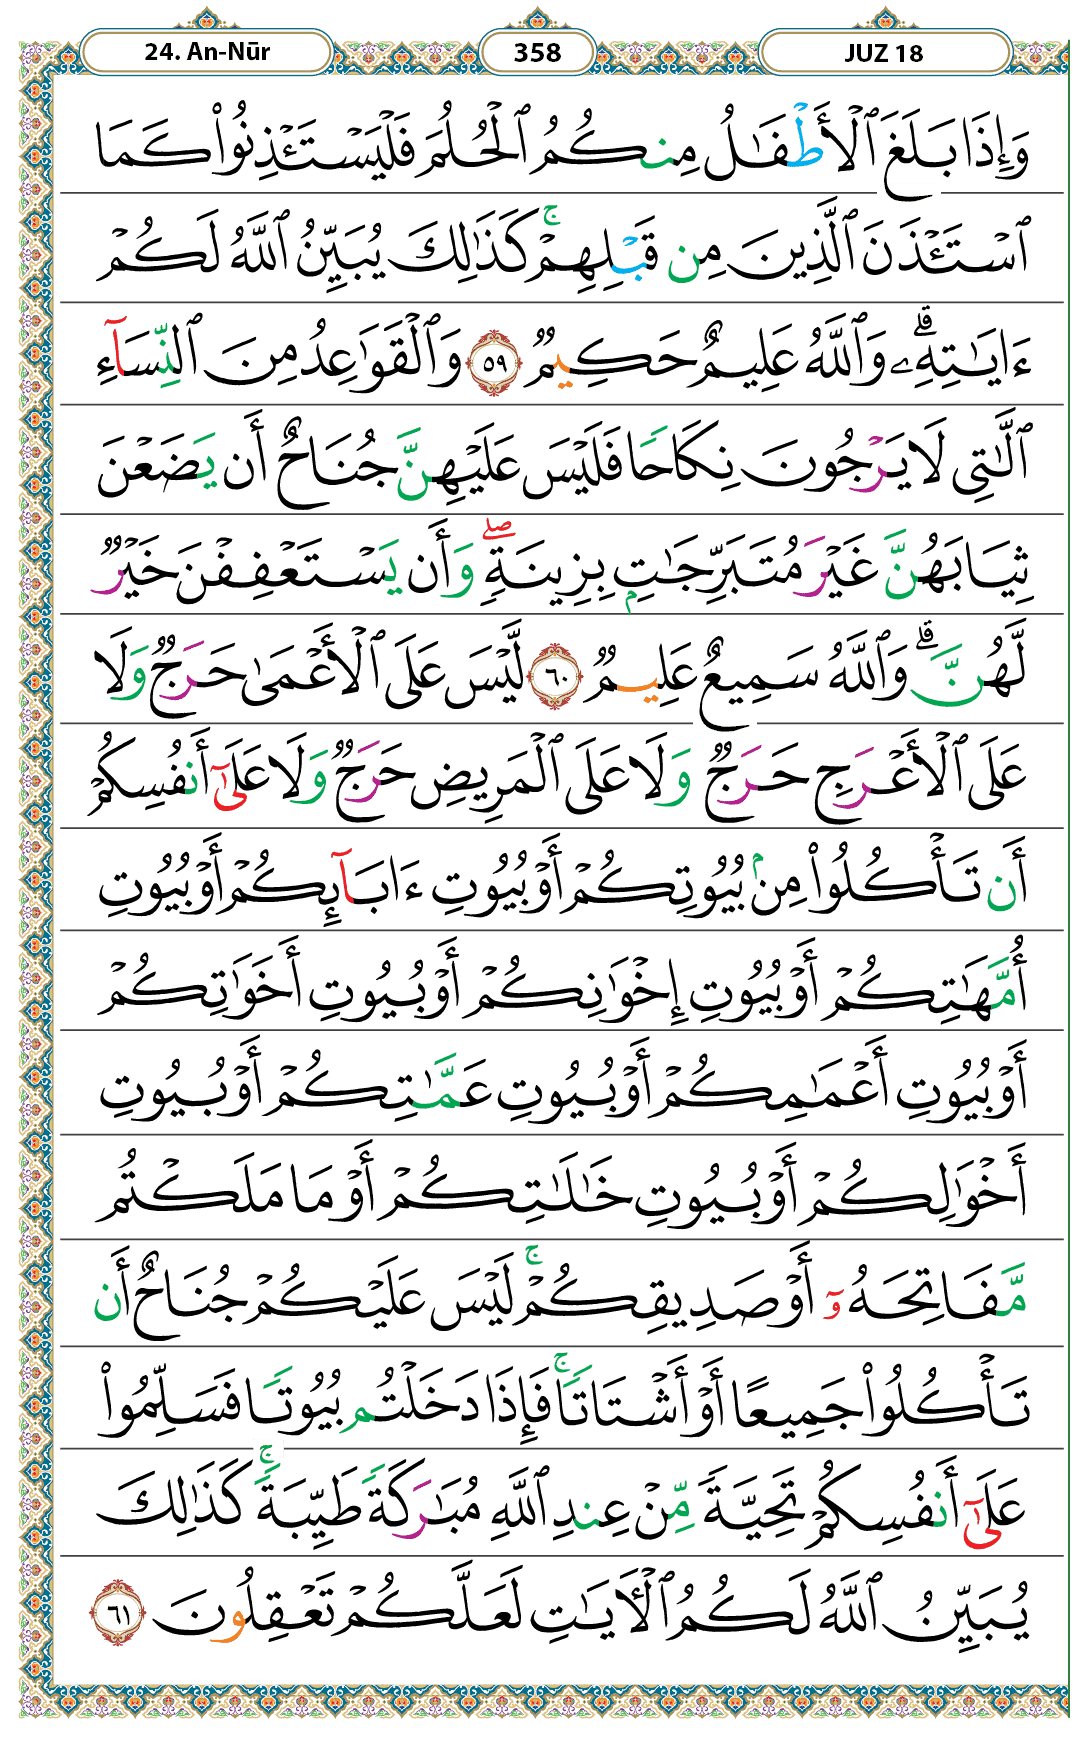 24. An-Nūr 358 JUZ 18
وَإِذَا بَلَغَ ٱلْأَطْفَٰلُ مِنكُمُ ٱلْحُلُمَ فَلْيَسْتَـْٔذِنُوا۟ كَمَا
ٱسْتَـْٔذَنَ ٱلَّذِينَ مِن قَبْلِهِمْ ۚ كَذَٰلِكَ يُبَيِّنُ ٱللَّهُ لَكُمْ
ءَايَٰتِهِۦ ۗ وَٱللَّهُ عَلِيمٌ حَكِيمٌ ٥٩ وَٱلْقَوَٰعِدُ مِنَ ٱلنِّسَآءِ
ٱلَّٰتِى لَا يَرْجُونَ نِكَاحًا فَلَيْسَ عَلَيْهِنَّ جُنَاحٌ أَن يَضَعْنَ
ثِيَابَهُنَّ غَيْرَ مُتَبَرِّجَٰتٍۭ بِزِينَةٍ ۖ وَأَن يَسْتَعْفِفْنَ خَيْرٌ
لَّهُنَّ ۗ وَٱللَّهُ سَمِيعٌ عَلِيمٌ ٦٠ لَّيْسَ عَلَى ٱلْأَعْمَىٰ حَرَجٌ وَلَا
عَلَى ٱلْأَعْرَجِ حَرَجٌ وَلَا عَلَى ٱلْمَرِيضِ حَرَجٌ وَلَا عَلَىٰٓ أَنفُسِكُمْ
أَن تَأْكُلُوا۟ مِنۢ بُيُوتِكُمْ أَوْ بُيُوتِ ءَابَآئِكُمْ أَوْ بُيُوتِ
أُمَّهَٰتِكُمْ أَوْ بُيُوتِ إِخْوَٰنِكُمْ أَوْ بُيُوتِ أَخَوَٰتِكُمْ
أَوْ بُيُوتِ أَعْمَٰمِكُمْ أَوْ بُيُوتِ عَمَّٰتِكُمْ أَوْ بُيُوتِ
أَخْوَٰلِكُمْ أَوْ بُيُوتِ خَٰلَٰتِكُمْ أَوْ مَا مَلَكْتُم
مَّفَاتِحَهُۥٓ أَوْ صَدِيقِكُمْ ۚ لَيْسَ عَلَيْكُمْ جُنَاحٌ أَن
تَأْكُلُوا۟ جَمِيعًا أَوْ أَشْتَاتًا ۚ فَإِذَا دَخَلْتُم بُيُوتًا فَسَلِّمُوا۟
عَلَىٰٓ أَنفُسِكُمْ تَحِيَّةً مِّنْ عِندِ ٱللَّهِ مُبَٰرَكَةً طَيِّبَةً ۚ كَذَٰلِكَ
يُبَيِّنُ ٱللَّهُ لَكُمُ ٱلْـَٔايَٰتِ لَعَلَّكُمْ تَعْقِلُونَ ٦١